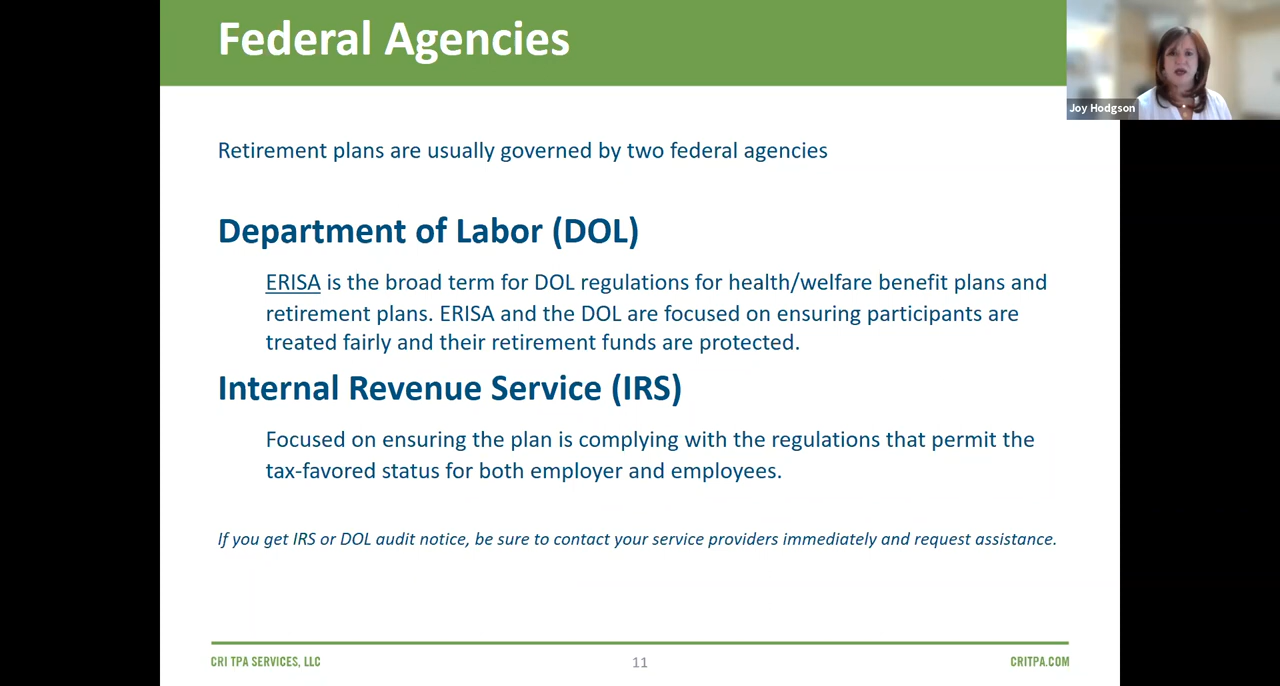 Federal Agencies
Joy Hodgson
Retirement plans are usually governed by two federal agencies
Department of Labor (DOL)
ERISA is the broad term for DOL regulations for health/welfare benefit plans and
retirement plans. ERISA and the DOL are focused on ensuring participants are
treated fairly and their retirement funds are protected.
Internal Revenue Service (IRS)
Focused on ensuring the plan is complying with the regulations that permit the
tax-favored status for both employer and employees.
If you get IRS or DOL audit notice, be sure to contact your service providers immediately and request assistance.
CRI TPA SERVICES, LLC
11
CRITPA.COM